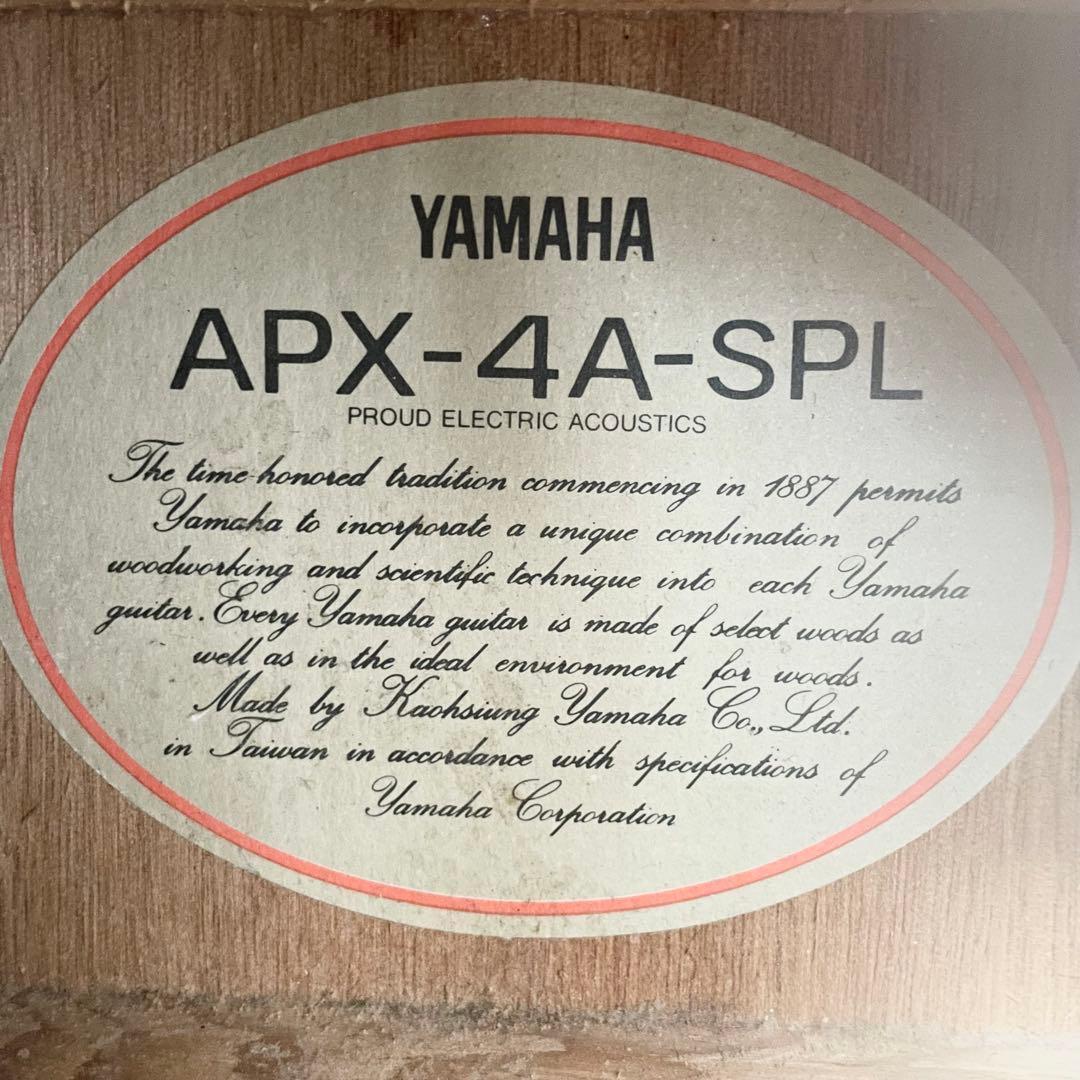 YAMAHA
APX-4A-SPL
PROUD ELECTRIC ACOUSTICS
The time-honored tradition commencing in 1887 permits
Yamaha to incorporate a unique combination of
woodworking and scientific technique into each Yamaha
guitar. Every Yamaha guitar is made of select woods as
well as in the ideal environment for woods.
Made by Kaohsiung Yamaha Co., Ltd.
in Taiwan in accordance with specifications of
Yamaha Corporation